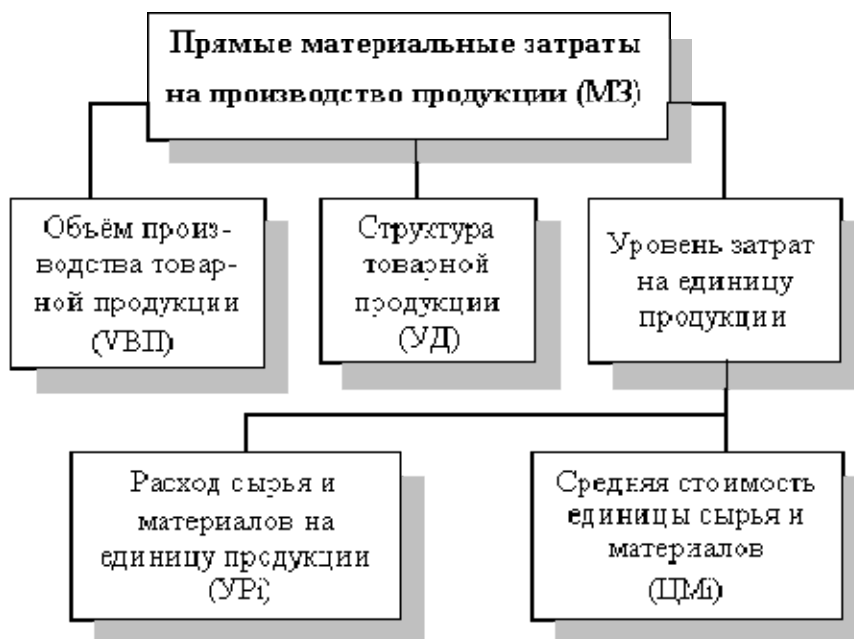 Прямые материальные затраты
на производство продукции (МЗ)
Объём произ-
водства товар-
ной продукции
(VВП)
Структура
товарной
продукции
(УД)
Уровень затрат
на единицу
продукции
Расход сырья и
материалов на
единицу продукции
(УРi)
Средняя стоимость
единицы сырья и
материалов
(ЦМi)